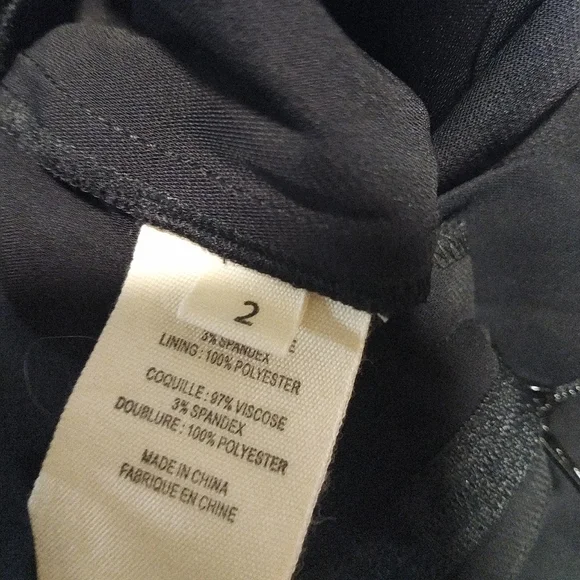 2
E
3% SPANDEX
LINING: 100% POLYESTER
COQUILLE: 97% VISCOSE
3% SPANDEX
DOUBLURE: 100% POLYESTER
MADE IN CHINA
FABRIQUE EN CHINE